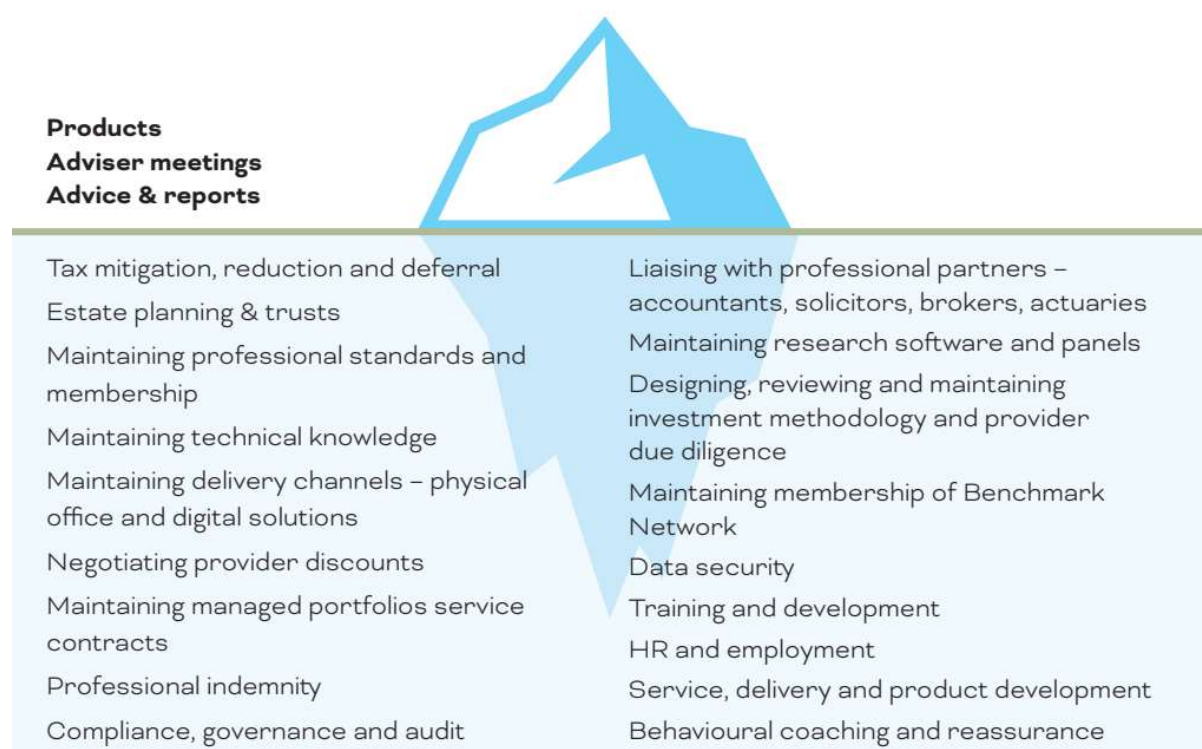 Products
Adviser meetings
Advice & reports
Tax mitigation, reduction and deferral
Estate planning & trusts
Maintaining professional standards and
membership
Maintaining technical knowledge
Maintaining delivery channels – physical
office and digital solutions
Negotiating provider discounts
Maintaining managed portfolios service
contracts
Professional indemnity
Compliance, governance and audit
Liaising with professional partners –
accountants, solicitors, brokers, actuaries
Maintaining research software and panels
Designing, reviewing and maintaining
investment methodology and provider
due diligence
Maintaining membership of Benchmark
Network
Data security
Training and development
HR and employment
Service, delivery and product development
Behavioural coaching and reassurance